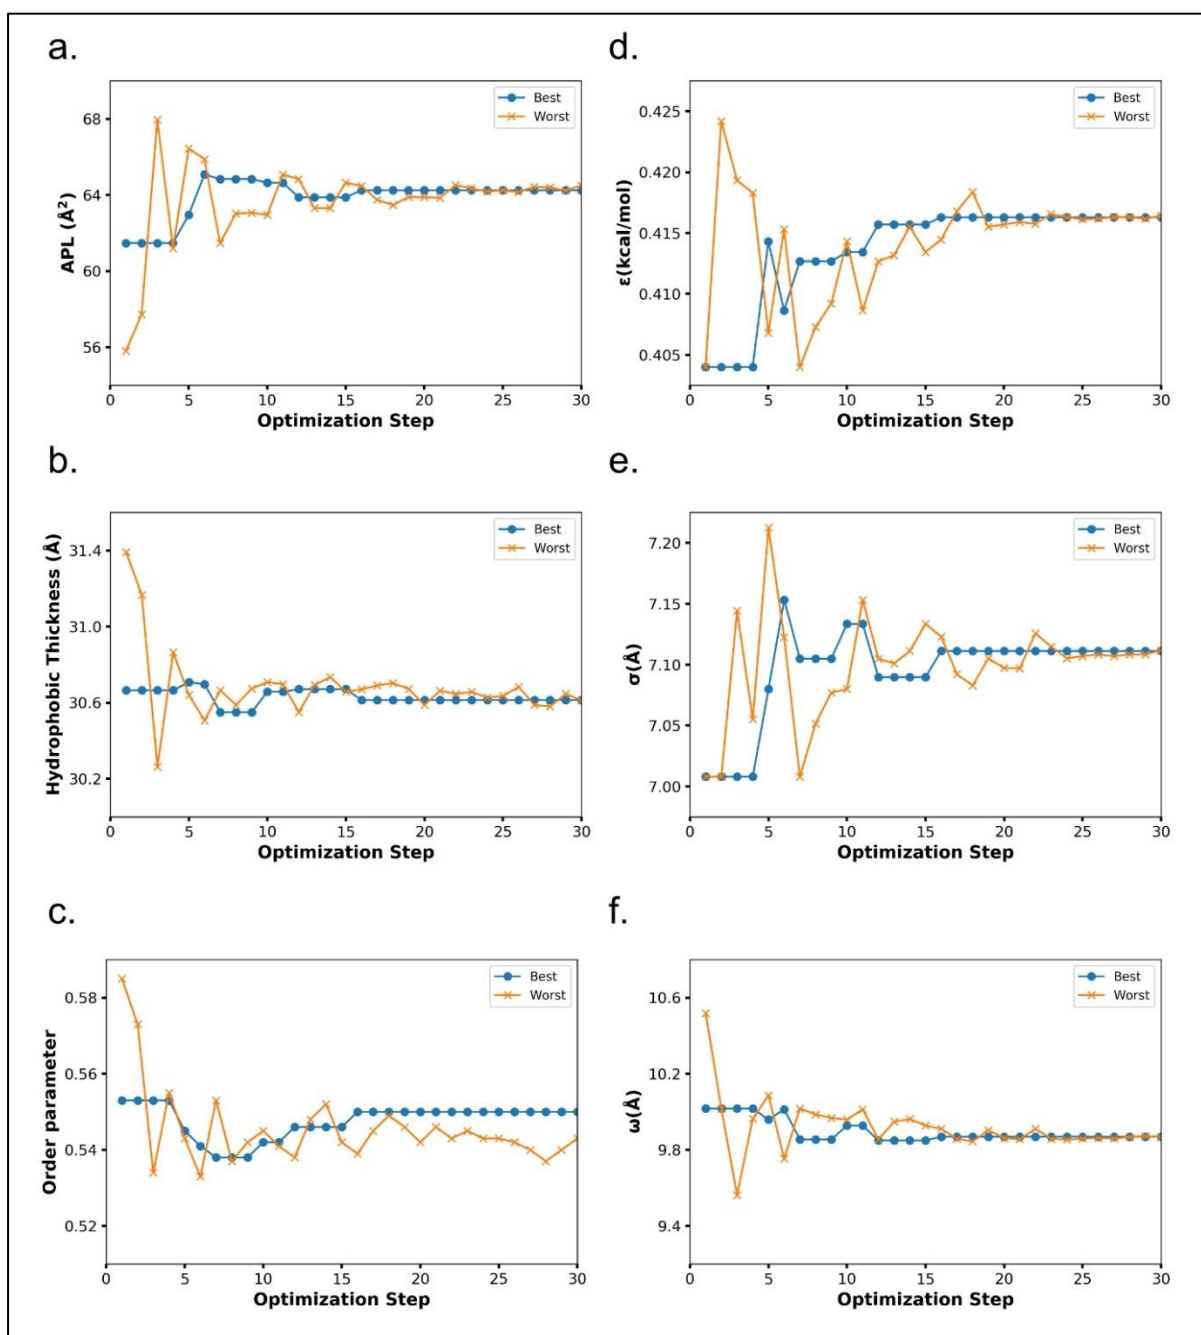 a.
APL (Å²)
68
64
60
56
Best
Worst
0 5 10 15 20 25 30
Optimization Step
b.
Hydrophobic Thickness (Å)
31.4
31.0
30.6
30.2
Best
Worst
0 5 10 15 20 25 30
Optimization Step
c.
Order parameter
0.58
0.56
0.54
0.52
Best
Worst
0 5 10 15 20 25 30
Optimization Step
d.
ε(kcal/mol)
0.425
0.420
0.415
0.410
0.405
Best
Worst
0 5 10 15 20 25 30
Optimization Step
e.
σ(Å)
7.20
7.15
7.10
7.05
7.00
Best
Worst
0 5 10 15 20 25 30
Optimization Step
f.
ω(Å)
10.6
10.2
9.8
9.4
Best
Worst
0 5 10 15 20 25 30
Optimization Step